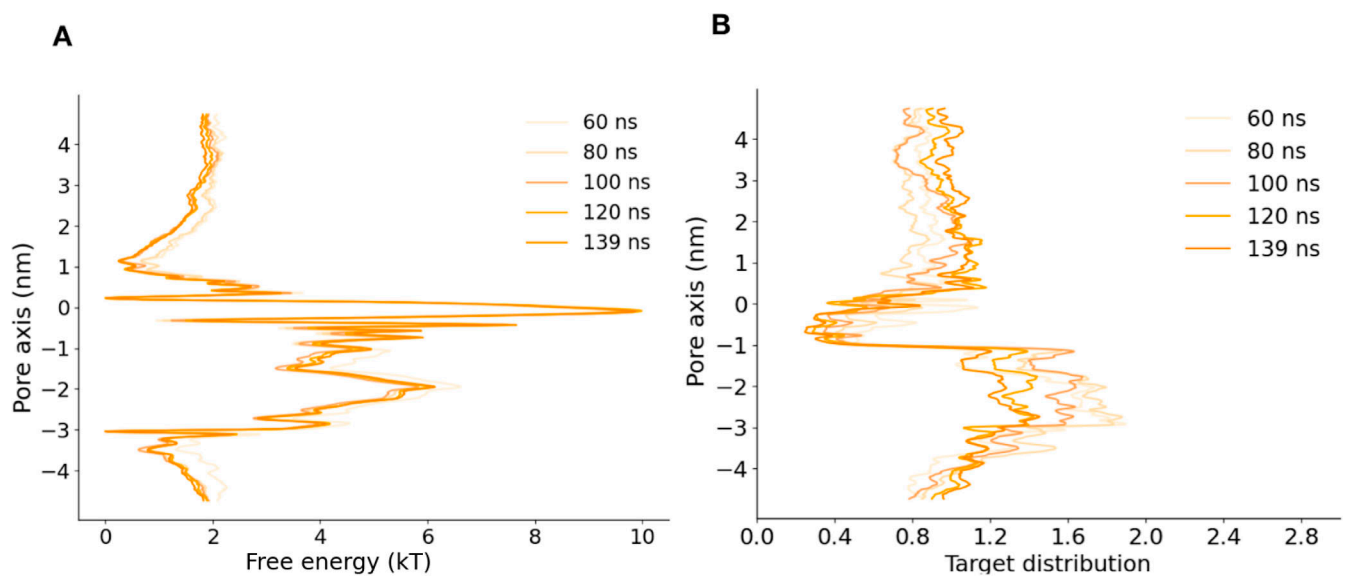 A
4
3
2
1
0
−1
−2
−3
−4
Pore axis (nm)
0 2 4 6 8 10
Free energy (kT)
60 ns
80 ns
100 ns
120 ns
139 ns
B
4
3
2
1
0
−1
−2
−3
−4
Pore axis (nm)
0.0 0.4 0.8 1.2 1.6 2.0 2.4 2.8
Target distribution
60 ns
80 ns
100 ns
120 ns
139 ns